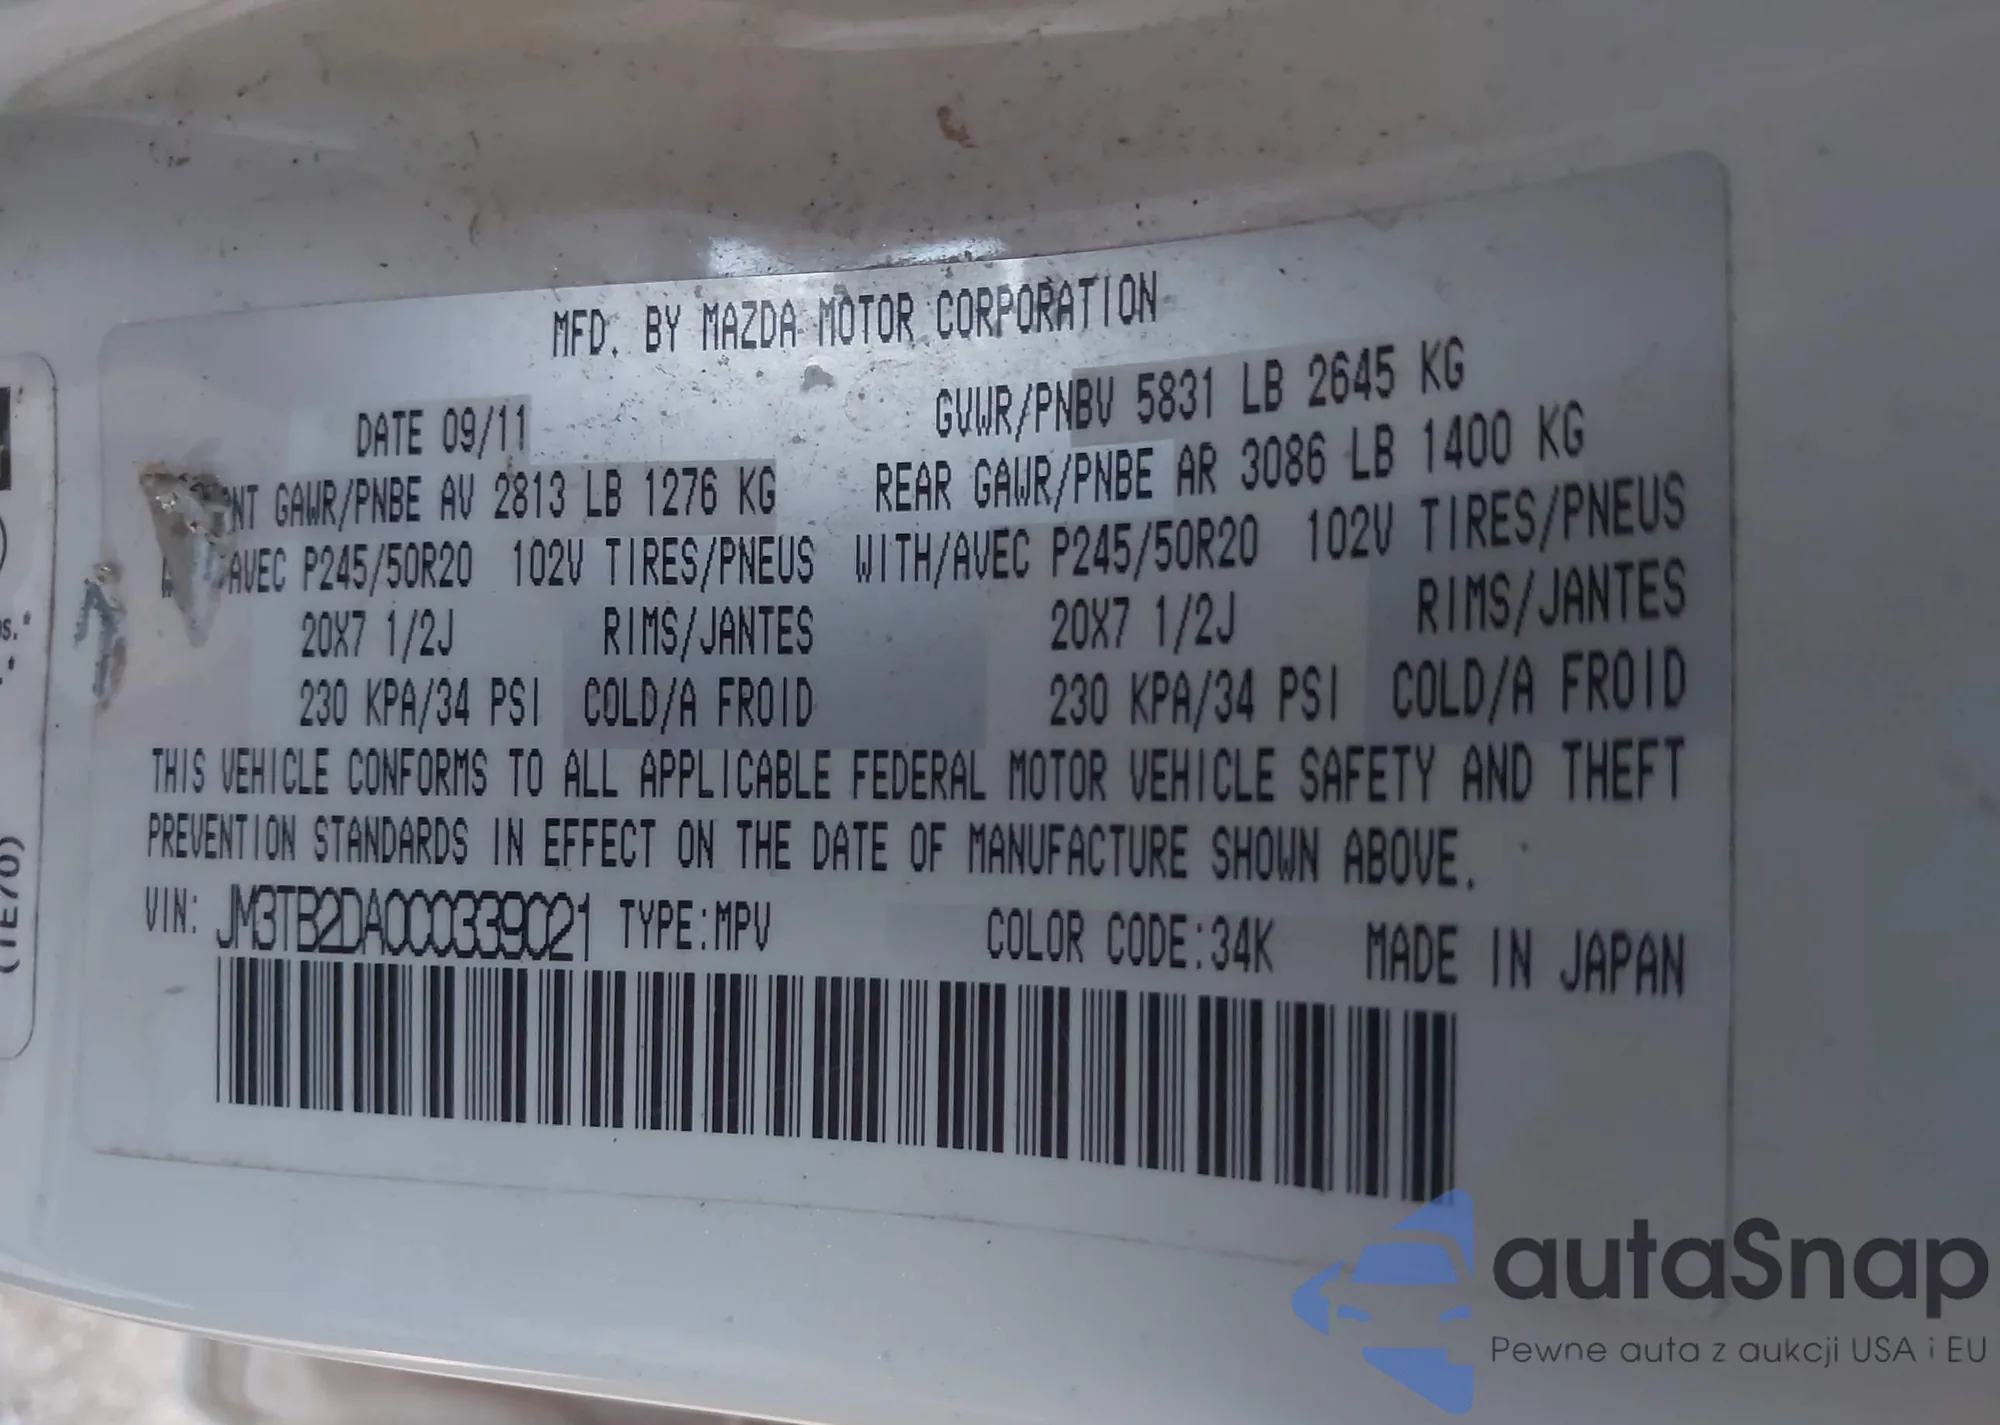 MFD. BY MAZDA MOTOR CORPORATION
DATE 09/11 GVWR/PNBV 5831 LB 2645 KG
GAWR/PNBE AV 2813 LB 1276 KG REAR GAWR/PNBE AR 3086 LB 1400 KG
AVEC P245/50R20 102V TIRES/PNEUS WITH/AVEC P245/50R20 102V TIRES/PNEUS
20X7 1/2J RIMS/JANTES 20X7 1/2J RIMS/JANTES
230 KPA/34 PSI COLD/A FROID 230 KPA/34 PSI COLD/A FROID
THIS VEHICLE CONFORMS TO ALL APPLICABLE FEDERAL MOTOR VEHICLE SAFETY AND THEFT
PREVENTION STANDARDS IN EFFECT ON THE DATE OF MANUFACTURE SHOWN ABOVE.
VIN: JM3TB2DA0C0339021 TYPE:MPV COLOR CODE:34K MADE IN JAPAN
(TE70)
autaSnap
Pewne auta z aukcji USA i EU